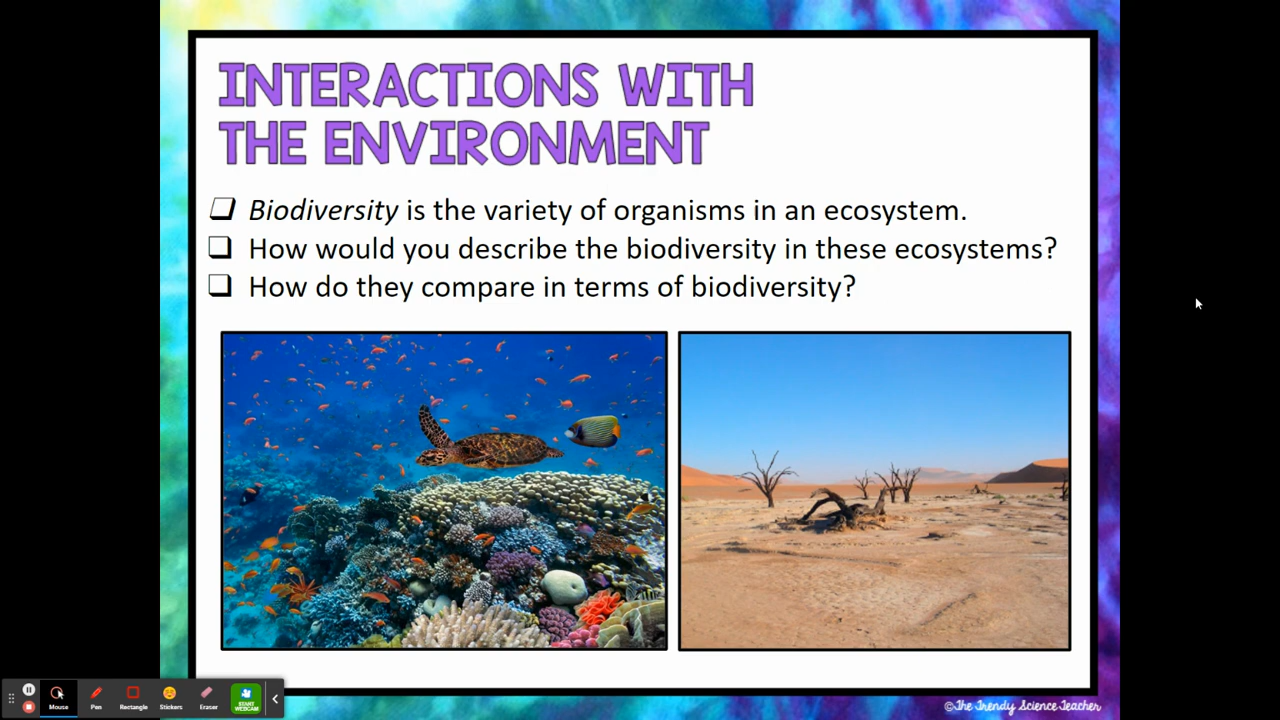 INTERACTIONS WITH
THE ENVIRONMENT
❑ Biodiversity is the variety of organisms in an ecosystem.
❑ How would you describe the biodiversity in these ecosystems?
❑ How do they compare in terms of biodiversity?
Mouse
Pen
Rectangle
Stickers
Eraser
START
WEBCAM
©The Trendy Science Teacher